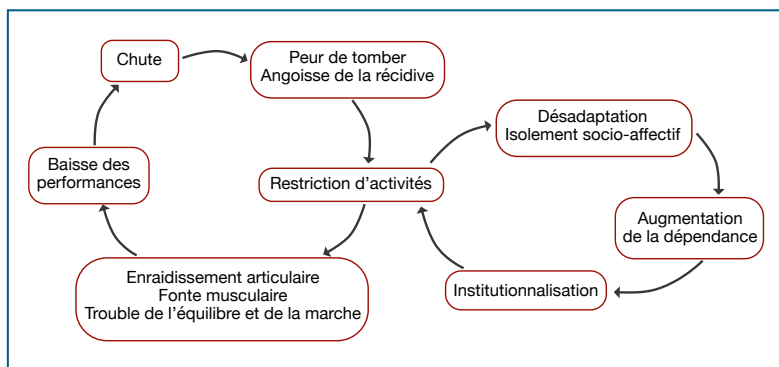 Chute
Peur de tomber
Angoisse de la récidive
Désadaptation
Isolement socio-affectif
Baisse des
performances
Restriction d’activités
Augmentation
de la dépendance
Enraidissement articulaire
Fonte musculaire
Trouble de l’équilibre et de la marche
Institutionnalisation